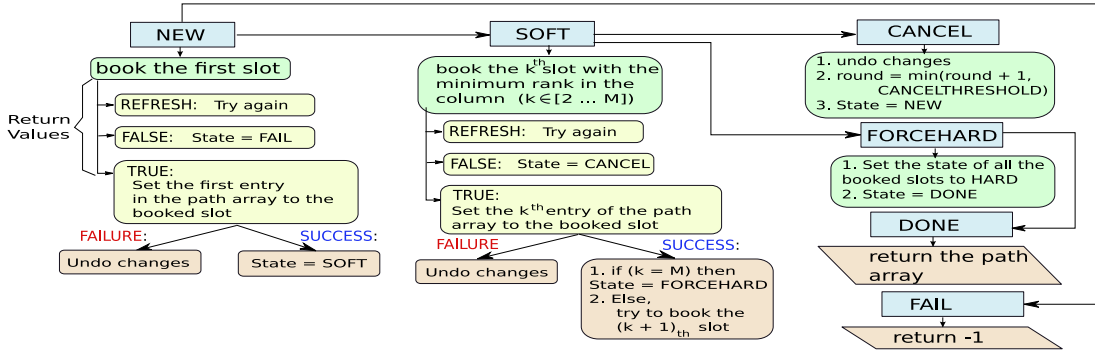 NEW
book the first slot
Return
Values
REFRESH: Try again
FALSE: State = FAIL
TRUE:
Set the first entry
in the path array to the
booked slot
FAILURE:
SUCCESS:
Undo changes
State = SOFT
SOFT
book the kth slot with the
minimum rank in the
column (k∈[2 ... M])
REFRESH: Try again
FALSE: State = CANCEL
TRUE:
Set the kth entry of the path
array to the booked slot
FAILURE
SUCCESS:
Undo changes
1. if (k = M) then
State = FORCEHARD
2. Else,
try to book the
(k + 1)th slot
CANCEL
1. undo changes
2. round = min(round + 1,
CANCELTHRESHOLD)
3. State = NEW
FORCEHARD
1. Set the state of all the
booked slots to HARD
2. State = DONE
DONE
return the path
array
FAIL
return -1